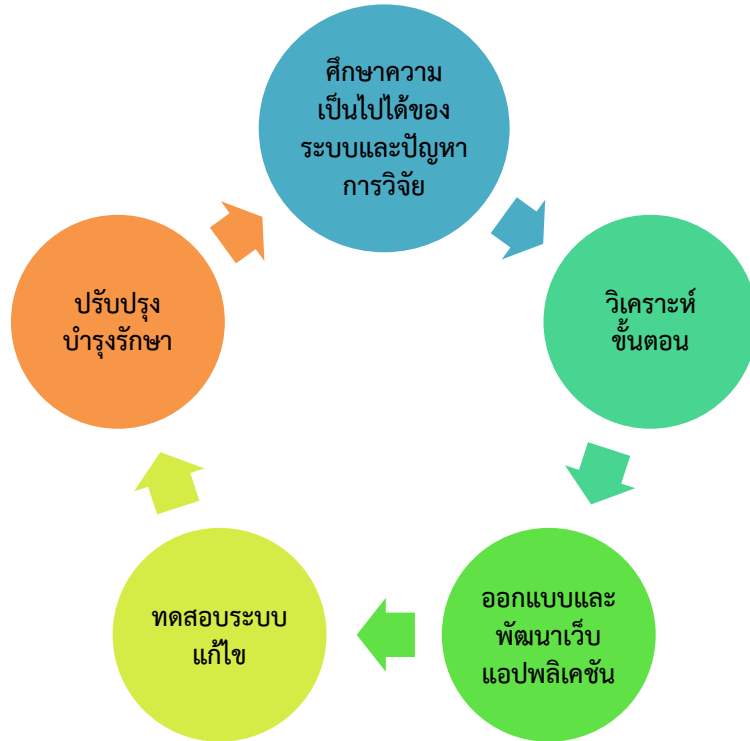 ศึกษาความ
เป็นไปได้ของ
ระบบและปัญหา
การวิจัย
วิเคราะห์
ขั้นตอน
ออกแบบและ
พัฒนาเว็บ
แอปพลิเคชัน
ทดสอบระบบ
แก้ไข
ปรับปรุง
บำรุงรักษา